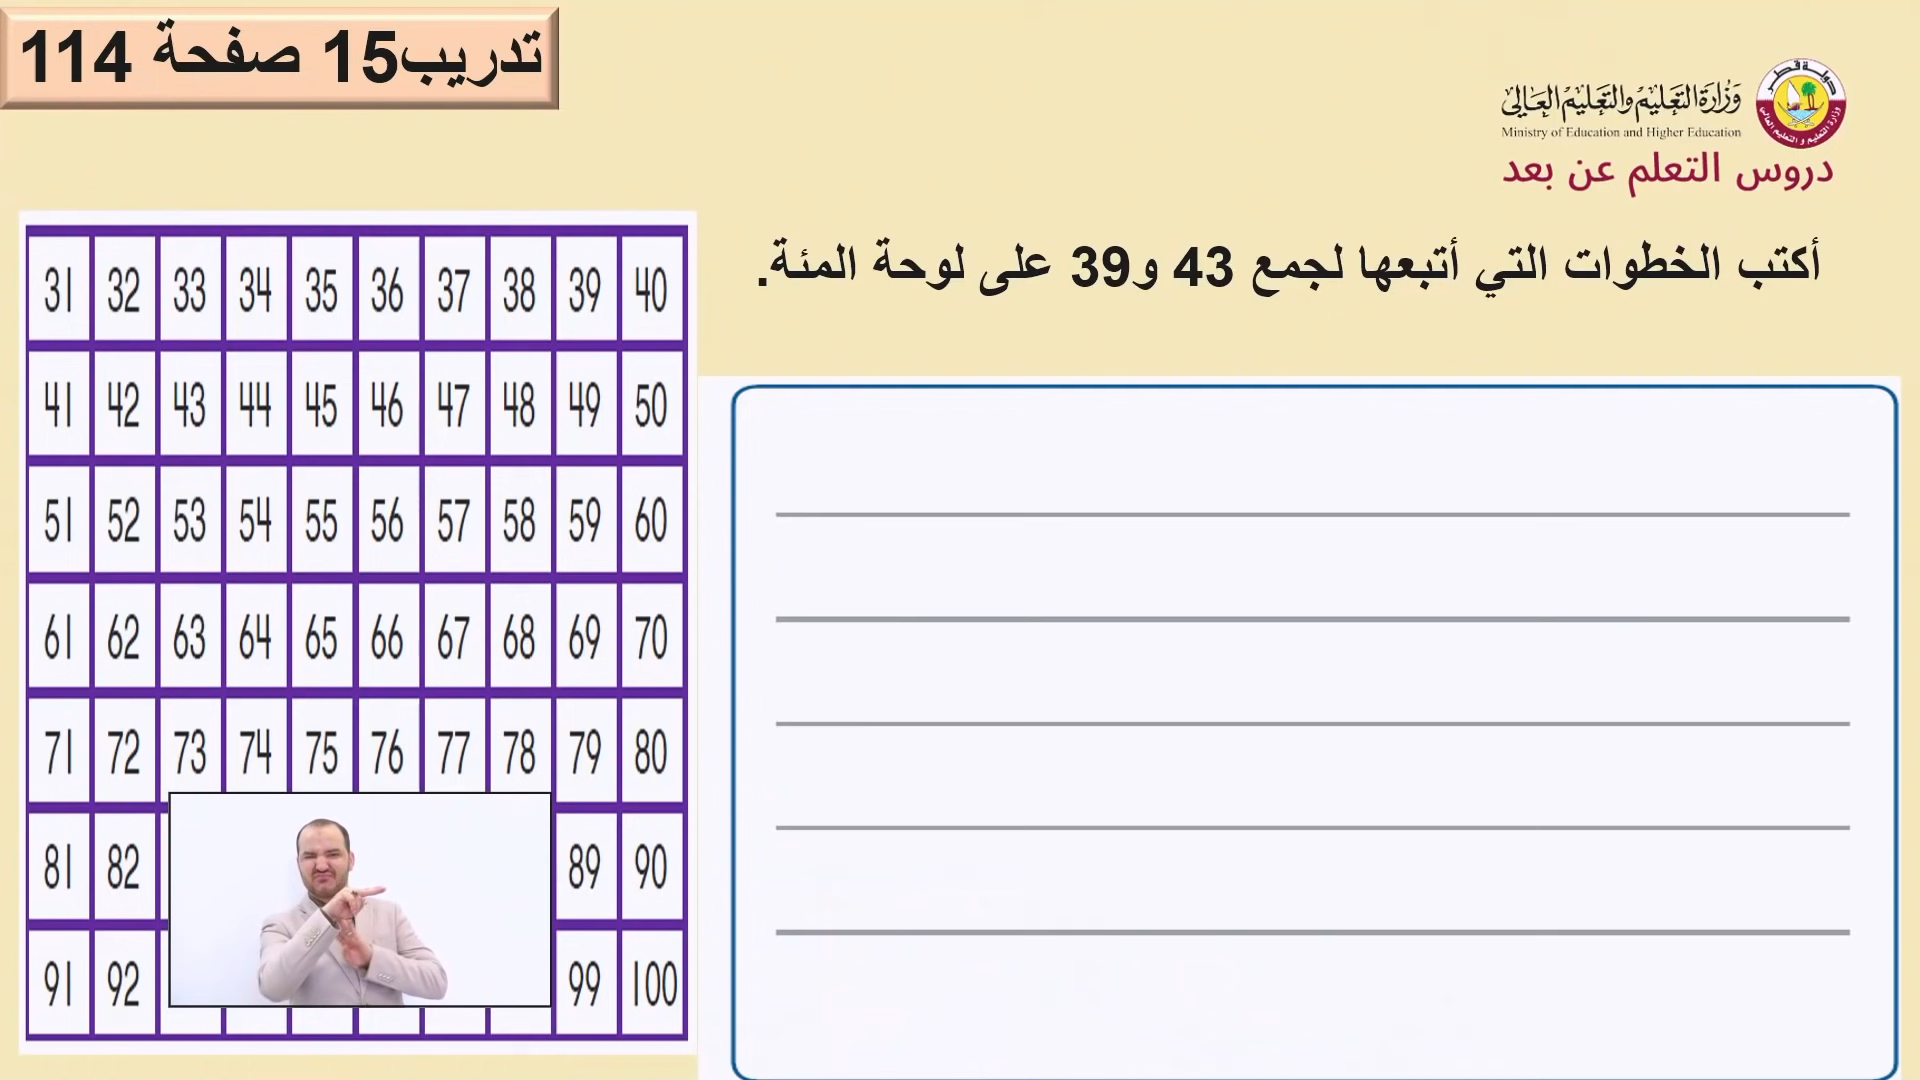 تدريب15 صفحة 114
وزارة التعليم والتعليم العالي
Ministry of Education and Higher Education
دروس التعلم عن بعد
أكتب الخطوات التي أتبعها لجمع 43 و39 على لوحة المئة.
31 32 33 34 35 36 37 38 39 40
41 42 43 44 45 46 47 48 49 50
51 52 53 54 55 56 57 58 59 60
61 62 63 64 65 66 67 68 69 70
71 72 73 74 75 76 77 78 79 80
81 82 89 90
91 92 99 100